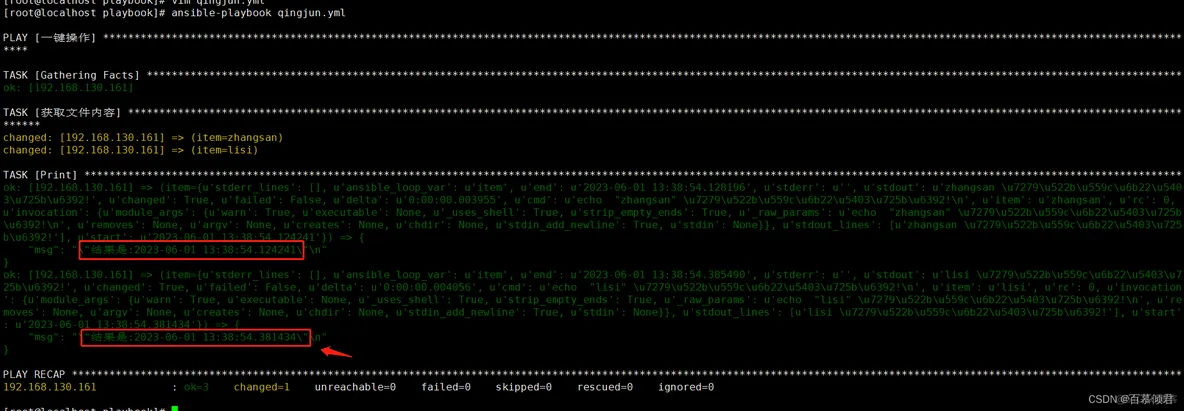 [root@localhost playbook]# vim qingjun.yml
[root@localhost playbook]# ansible-playbook qingjun.yml
PLAY [一键操作] ****************************************************************
****
TASK [Gathering Facts] ****************************************************************
ok: [192.168.130.161]
TASK [获取文件内容] ****************************************************************
******
changed: [192.168.130.161] => (item=zhangsan)
changed: [192.168.130.161] => (item=lisi)
TASK [Print] ****************************************************************
ok: [192.168.130.161] => (item={u'stderr_lines': [], u'ansible_loop_var': u'item', u'end': u'2023-06-01 13:38:54.128196', u'stderr': u'', u'stdout': u'zhangsan \u7279\u522b\u559c\u6b22\u5403\u725b\u6392!', u'changed': True, u'failed': False, u'delta': u'0:00:00.003955', u'cmd': u'echo  "zhangsan" \u7279\u522b\u559c\u6b22\u5403\u725b\u6392!\n', u'item': u'zhangsan', u'rc': 0,
u'invocation': {u'module_args': {u'warn': True, u'executable': None, u'_uses_shell': True, u'strip_empty_ends': True, u'_raw_params': u'echo  "zhangsan" \u7279\u522b\u559c\u6b22\u5403\u725b\u6392!\n', u'removes': None, u'argv': None, u'creates': None, u'chdir': None, u'stdin_add_newline': True, u'stdin': None}}, u'stdout_lines': [u'zhangsan \u7279\u522b\u559c\u6b22\u5403\u725b\u6392!'], u'start': u'2023-06-01 13:38:54.124241'}) => {
"msg": "\"结果是:2023-06-01 13:38:54.124241\"\n"
}
ok: [192.168.130.161] => (item={u'stderr_lines': [], u'ansible_loop_var': u'item', u'end': u'2023-06-01 13:38:54.385490', u'stderr': u'', u'stdout': u'lisi \u7279\u522b\u559c\u6b22\u5403\u725b\u6392!', u'changed': True, u'failed': False, u'delta': u'0:00:00.004056', u'cmd': u'echo  "lisi" \u7279\u522b\u559c\u6b22\u5403\u725b\u6392!\n', u'item': u'lisi', u'rc': 0, u'invocation
': {u'module_args': {u'warn': True, u'executable': None, u'_uses_shell': True, u'strip_empty_ends': True, u'_raw_params': u'echo  "lisi" \u7279\u522b\u559c\u6b22\u5403\u725b\u6392!\n', u'removes': None, u'argv': None, u'creates': None, u'chdir': None, u'stdin_add_newline': True, u'stdin': None}}, u'stdout_lines': [u'lisi \u7279\u522b\u559c\u6b22\u5403\u725b\u6392!'], u'start'
: u'2023-06-01 13:38:54.381434'}) => {
"msg": "\"结果是:2023-06-01 13:38:54.381434\"\n"
}
PLAY RECAP ****************************************************************
192.168.130.161 : ok=3 changed=1 unreachable=0 failed=0 skipped=0 rescued=0 ignored=0
[root@localhost playbook]#
CSDN @百慕倾君